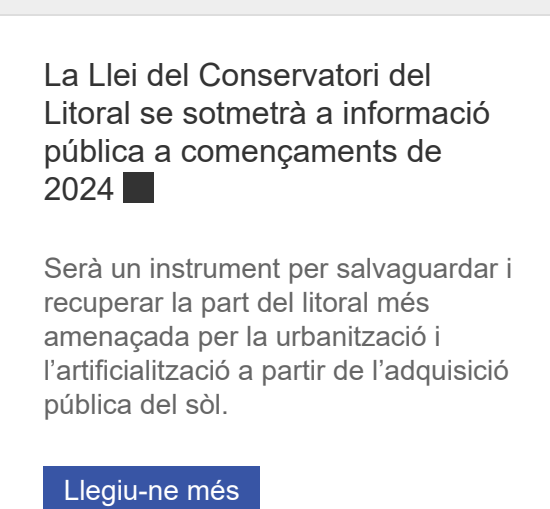 La Llei del Conservatori del
Litoral se sotmetrà a informació
pública a començaments de
2024
Serà un instrument per salvaguardar i
recuperar la part del litoral més
amenaçada per la urbanització i
l’artificialització a partir de l’adquisició
pública del sòl.
Llegiu-ne més